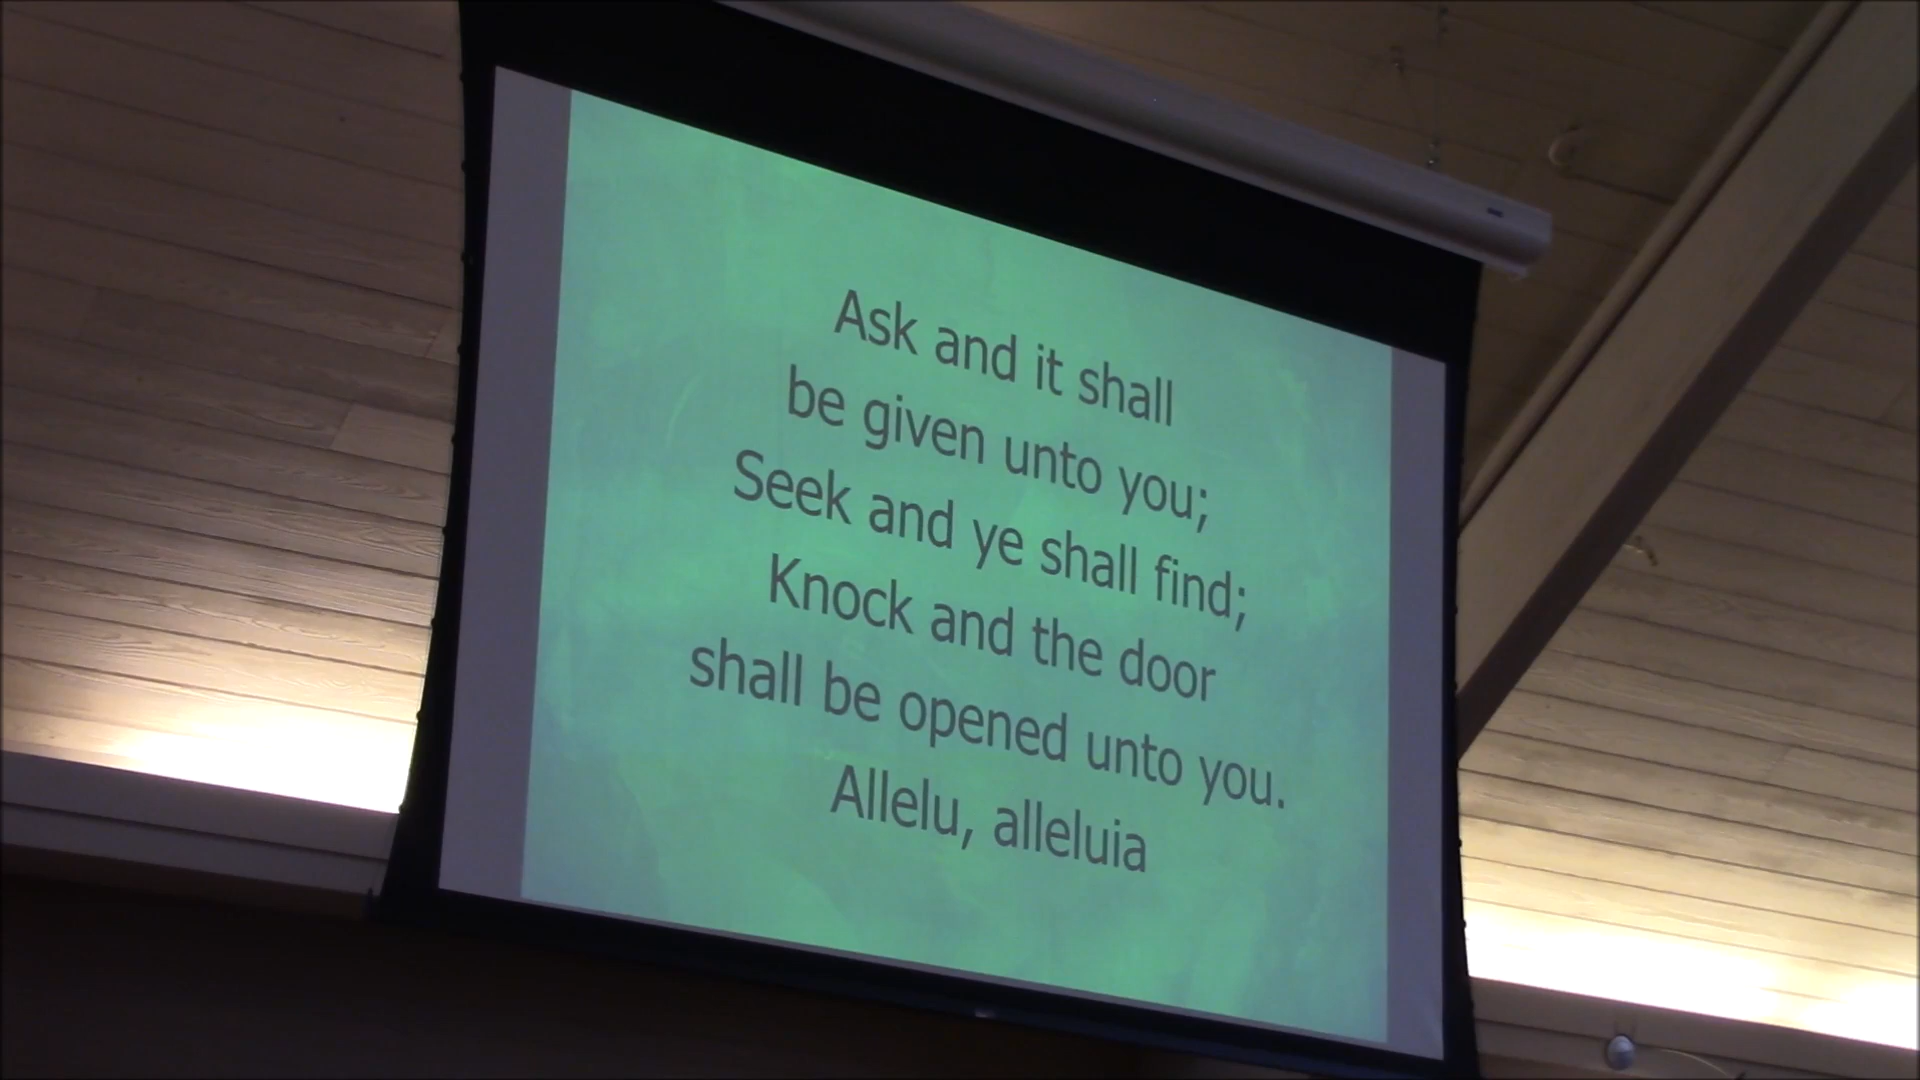 Ask and it shall
be given unto you;
Seek and ye shall find;
Knock and the door
shall be opened unto you.
Allelu, alleluia